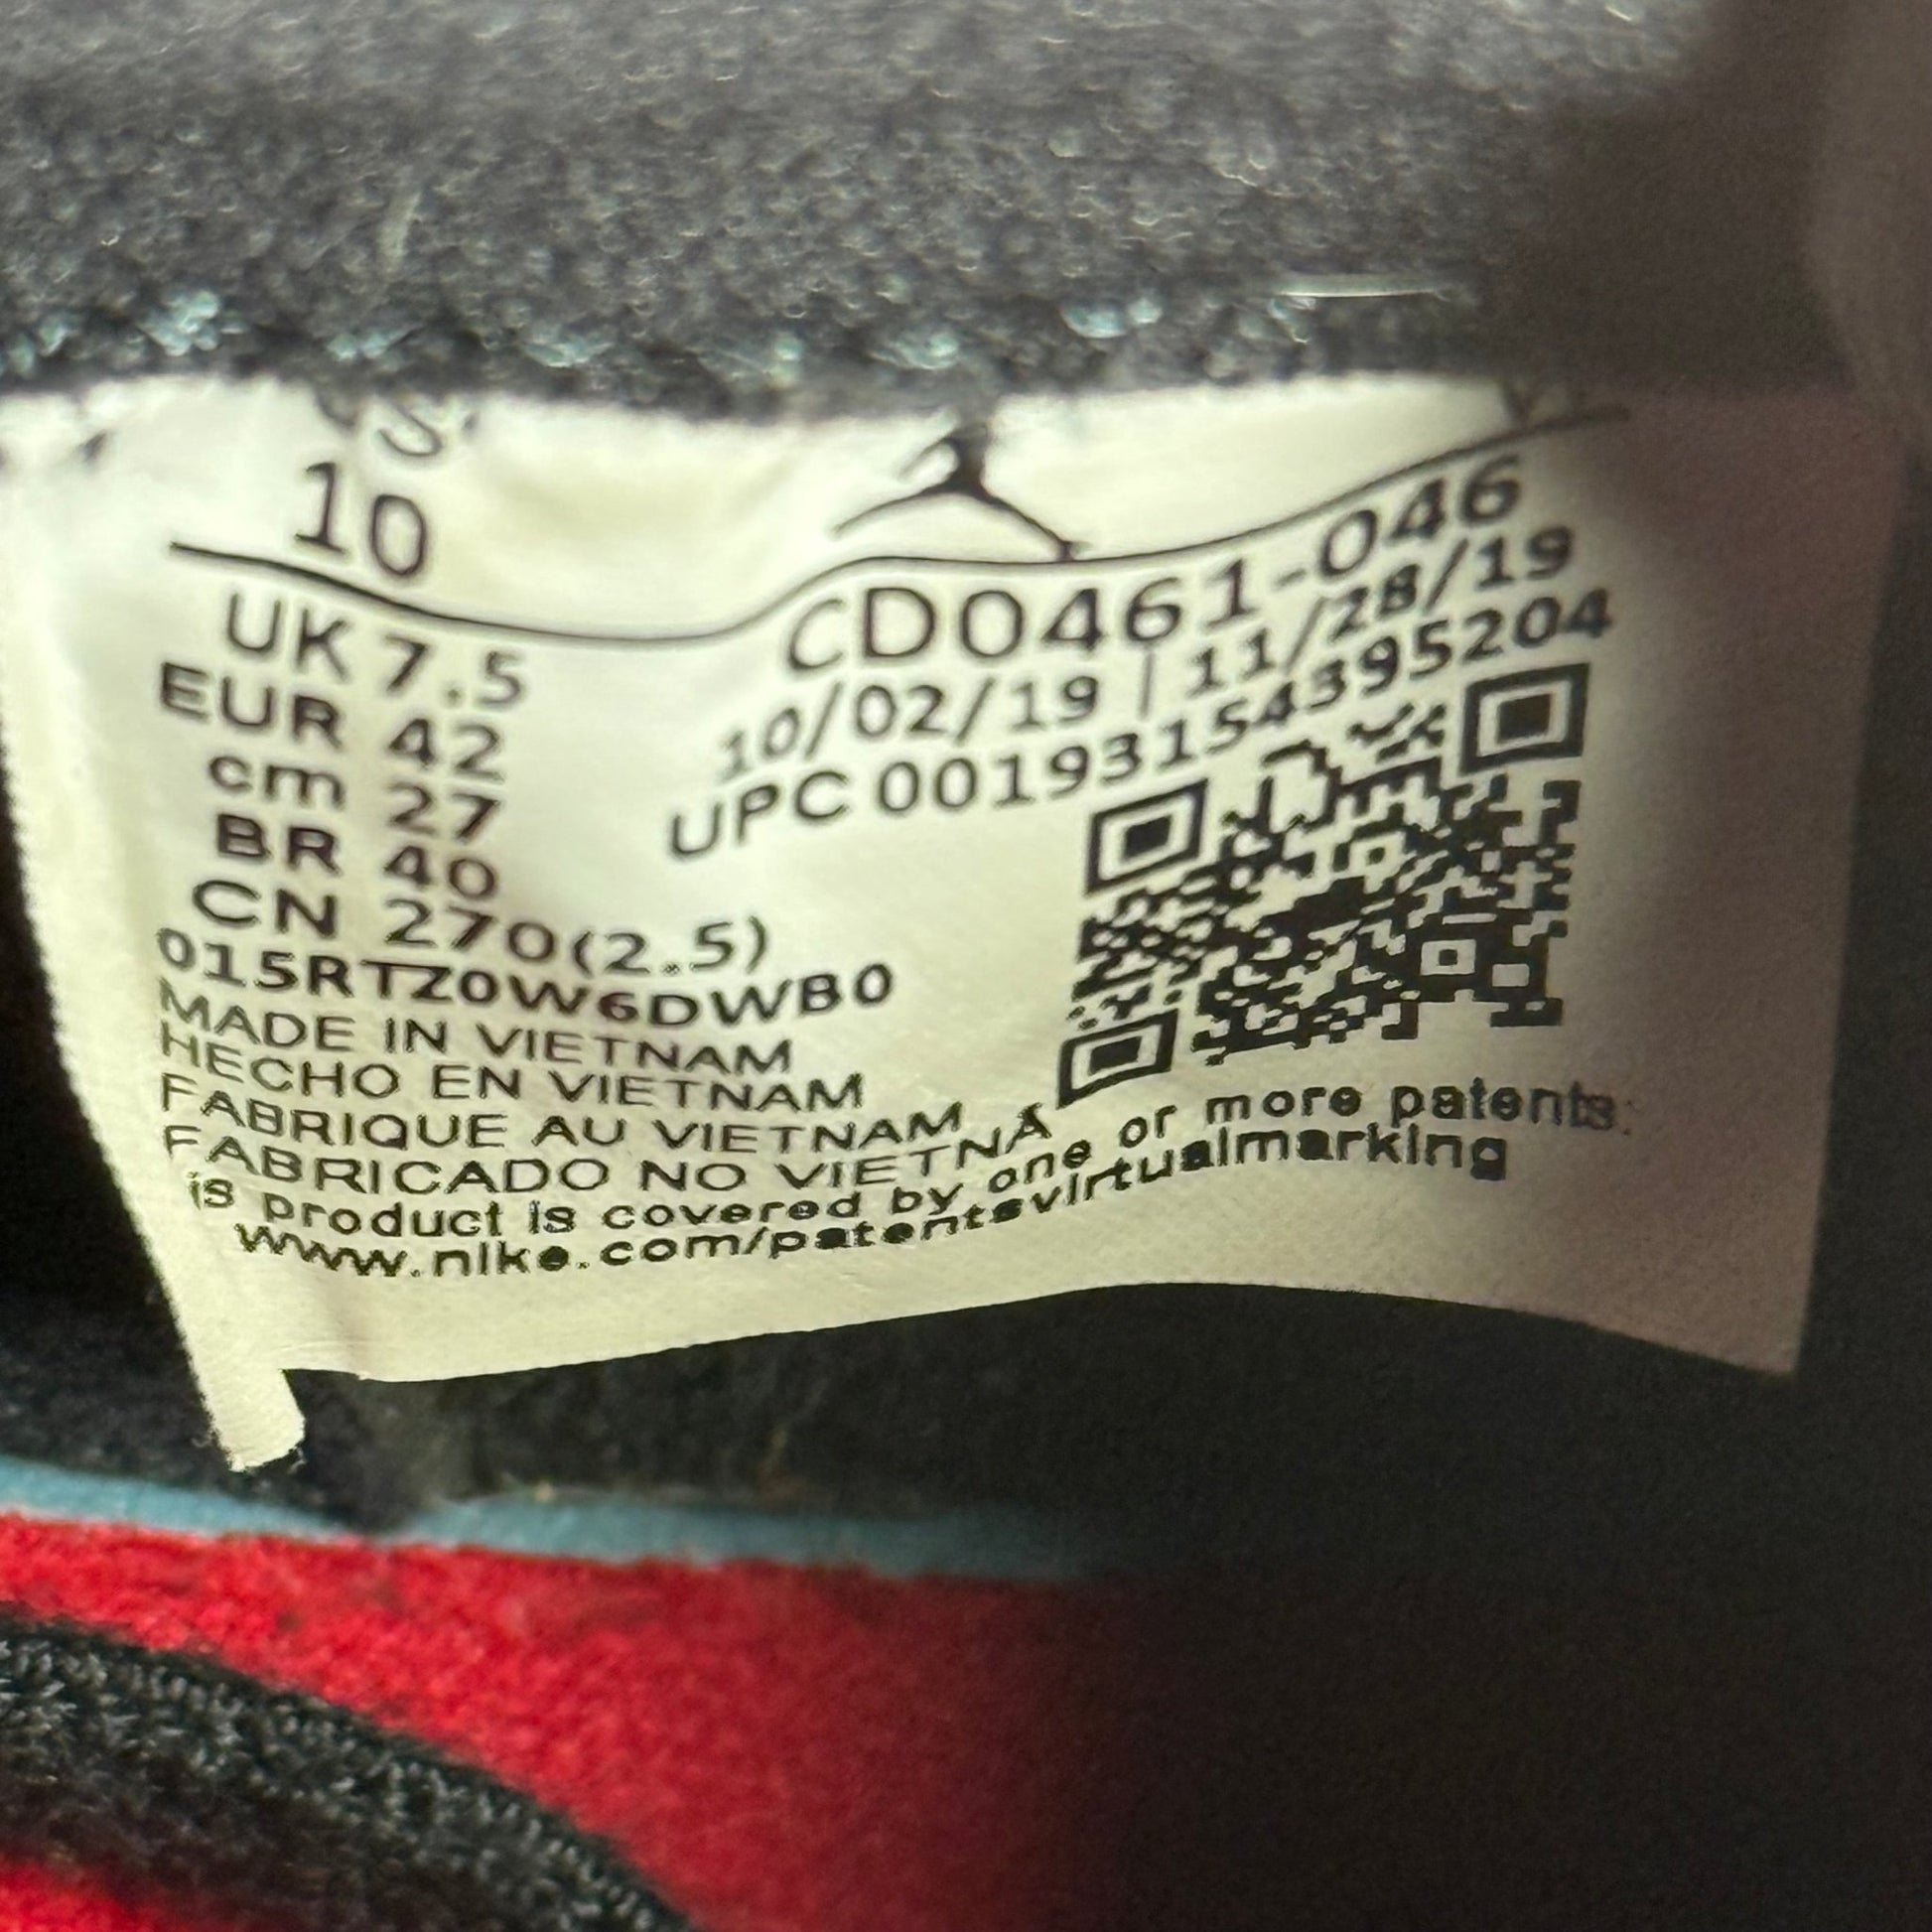 10
UK 7.5
EUR 42
cm 27
BR 40
CN 270(2.5)
015RTZ0W6DWB0
MADE IN VIETNAM
HECHO EN VIETNAM
FABRIQUE AU VIETNAM
FABRICADO NO VIETNÃ
CD0461-046
10/02/19 | 11/28/19
UPC 00193154395204
is product is covered by one or more patents.
www.nike.com/patentsvirtualmarking